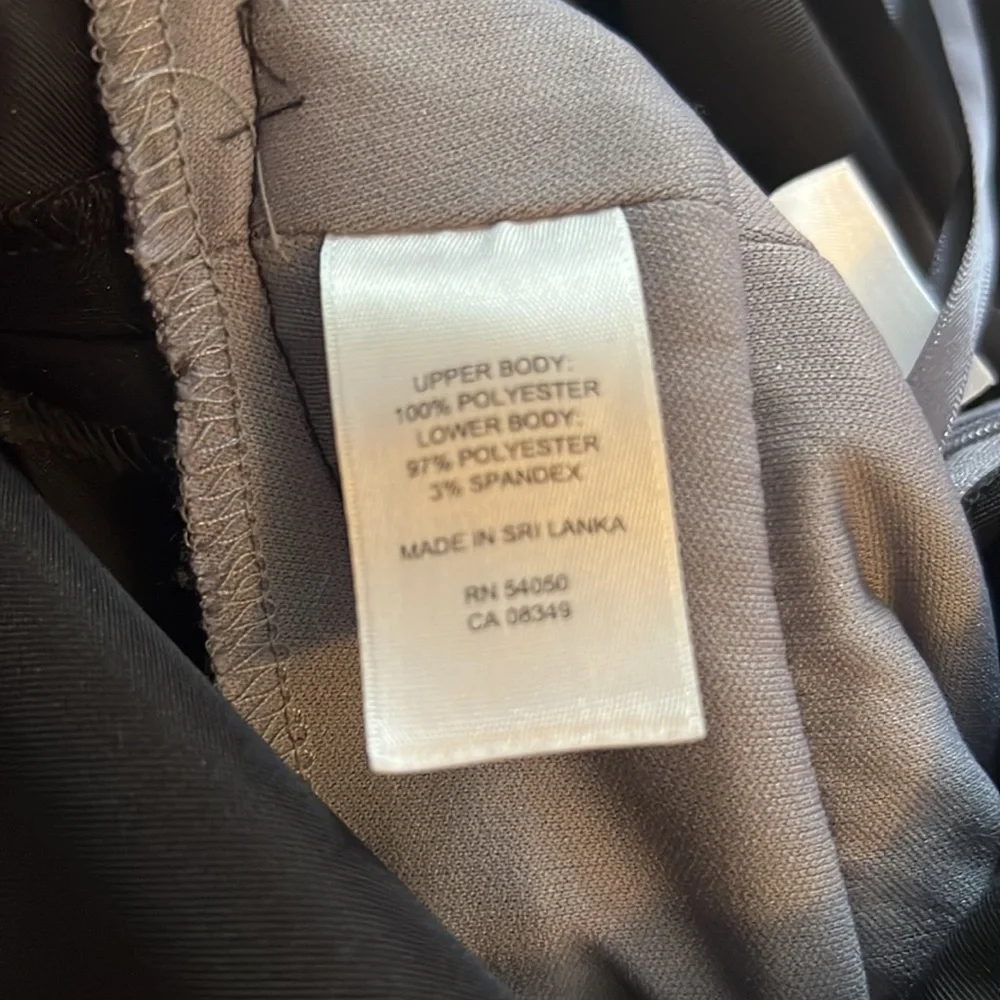 UPPER BODY:
100% POLYESTER
LOWER BODY:
97% POLYESTER
3% SPANDEX
MADE IN SRI LANKA
RN 54050
CA 08349